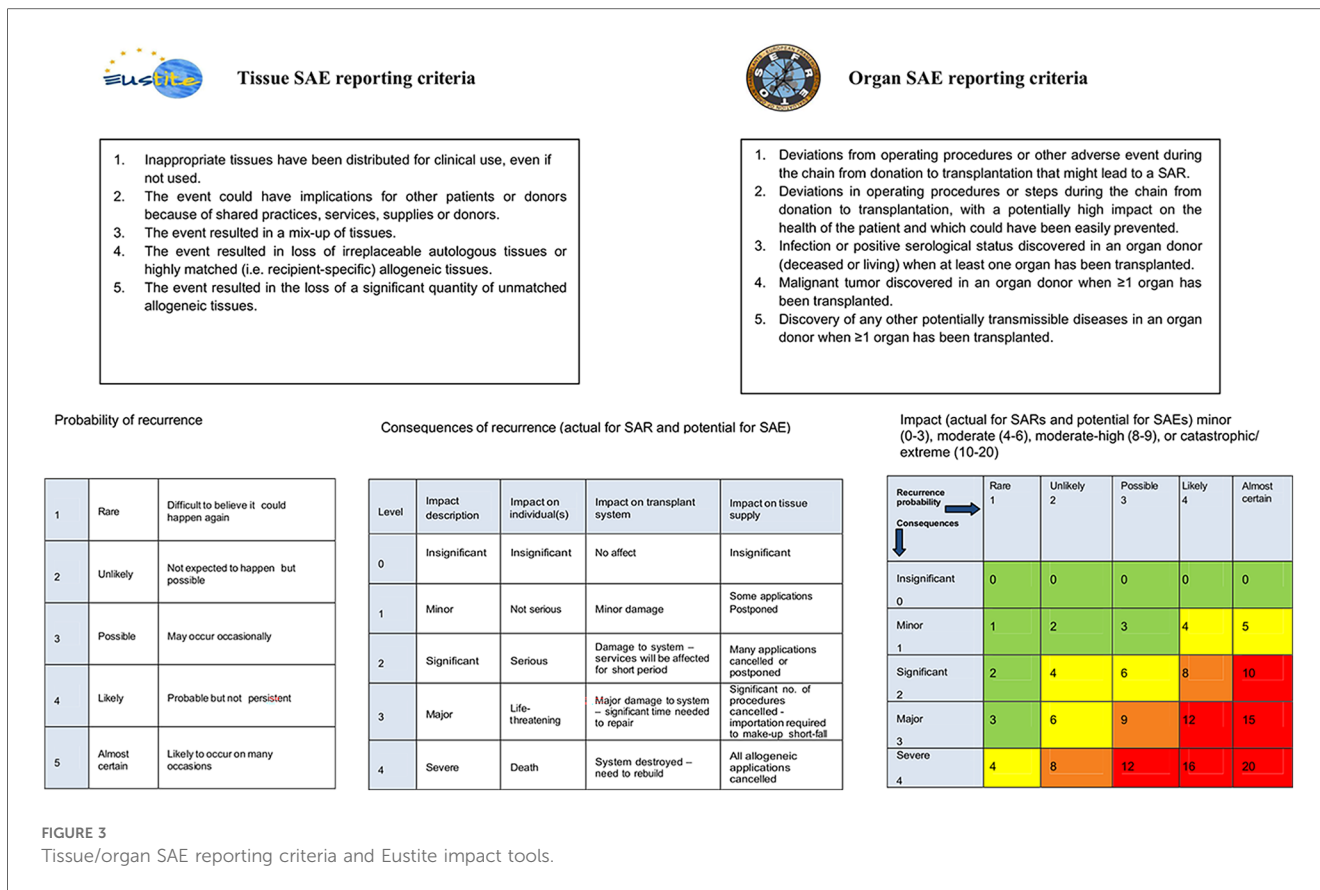 Eustite
Tissue SAE reporting criteria
SEFRETO
Organ SAE reporting criteria
1. Inappropriate tissues have been distributed for clinical use, even if
not used.
2. The event could have implications for other patients or donors
because of shared practices, services, supplies or donors.
3. The event resulted in a mix-up of tissues.
4. The event resulted in loss of irreplaceable autologous tissues or
highly matched (i.e. recipient-specific) allogeneic tissues.
5. The event resulted in the loss of a significant quantity of unmatched
allogeneic tissues.
1. Deviations from operating procedures or other adverse event during
the chain from donation to transplantation that might lead to a SAR.
2. Deviations in operating procedures or steps during the chain from
donation to transplantation, with a potentially high impact on the
health of the patient and which could have been easily prevented.
3. Infection or positive serological status discovered in an organ donor
(deceased or living) when at least one organ has been transplanted.
4. Malignant tumor discovered in an organ donor when ≥1 organ has
been transplanted.
5. Discovery of any other potentially transmissible diseases in an organ
donor when ≥1 organ has been transplanted.
Probability of recurrence
1
Rare
Difficult to believe it could
happen again
2
Unlikely
Not expected to happen but
possible
3
Possible
May occur occasionally
4
Likely
Probable but not persistent
5
Almost
certain
Likely to occur on many
occasions
Consequences of recurrence (actual for SAR and potential for SAE)
Level
Impact
description
Impact on
individual(s)
Impact on transplant
system
Impact on tissue
supply
0
Insignificant
Insignificant
No affect
Insignificant
1
Minor
Not serious
Minor damage
Some applications
Postponed
2
Significant
Serious
Damage to system –
services will be affected
for short period
Many applications
cancelled or
postponed
3
Major
Life-
threatening
Major damage to system
– significant time needed
to repair
Significant no. of
procedures
cancelled -
importation required
to make-up short-fall
4
Severe
Death
System destroyed –
need to rebuild
All allogeneic
applications
cancelled
Impact (actual for SARs and potential for SAEs) minor
(0-3), moderate (4-6), moderate-high (8-9), or catastrophic/
extreme (10-20)
Recurrence
probability
Consequences
Rare
1
Unlikely
2
Possible
3
Likely
4
Almost
certain
Insignificant
0
0
0
0
0
0
Minor
1
1
2
3
4
5
Significant
2
2
4
6
8
10
Major
3
3
6
9
12
15
Severe
4
4
8
12
16
20
FIGURE 3
Tissue/organ SAE reporting criteria and Eustite impact tools.